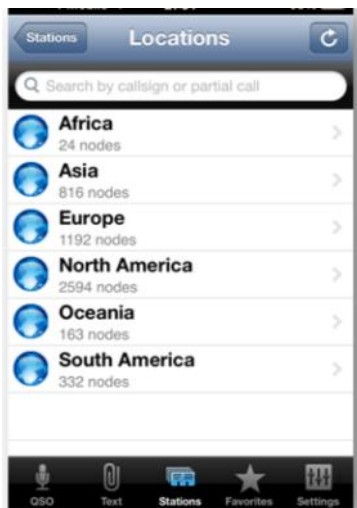 Stations
Locations
Search by callsign or partial call
Africa
24 nodes
Asia
816 nodes
Europe
1192 nodes
North America
2594 nodes
Oceania
163 nodes
South America
332 nodes
QSO Text Stations Favorites Settings